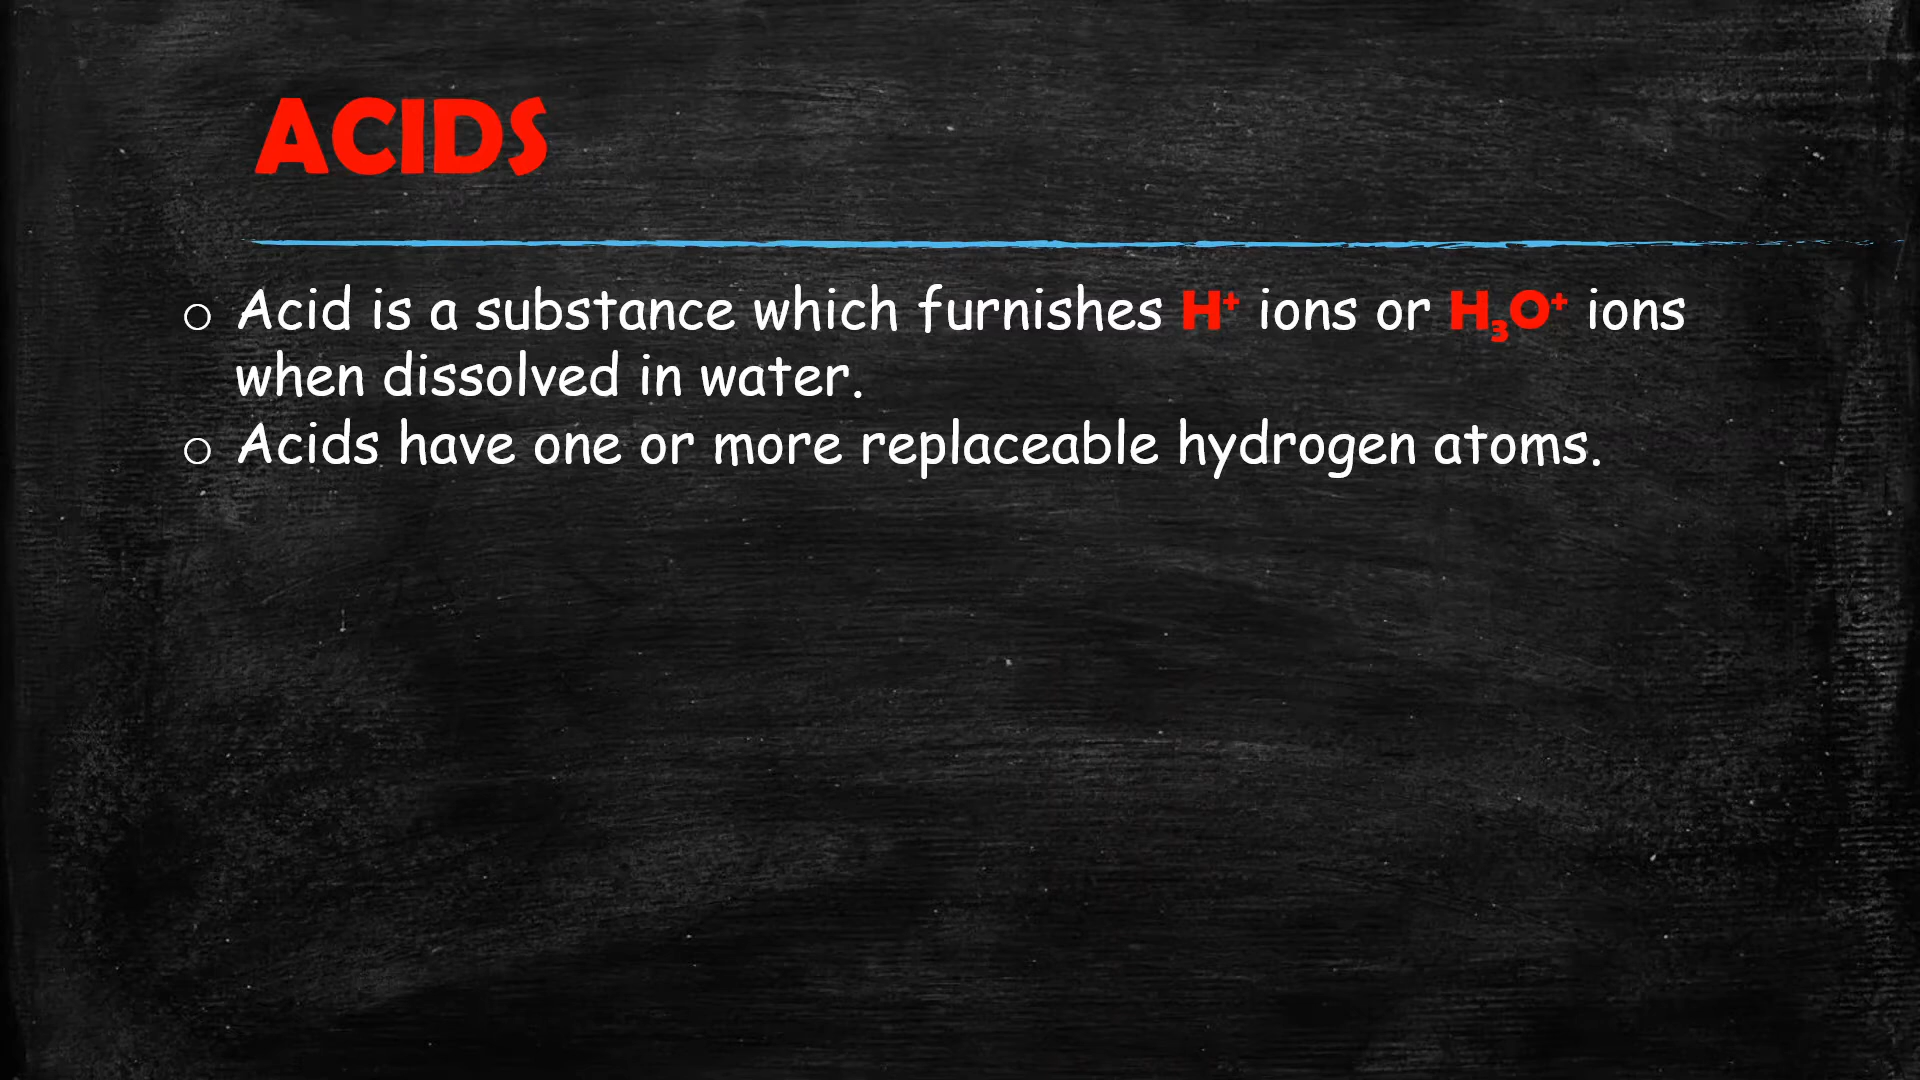 ACIDS
o Acid is a substance which furnishes H⁺ ions or H₃O⁺ ions
when dissolved in water.
o Acids have one or more replaceable hydrogen atoms.